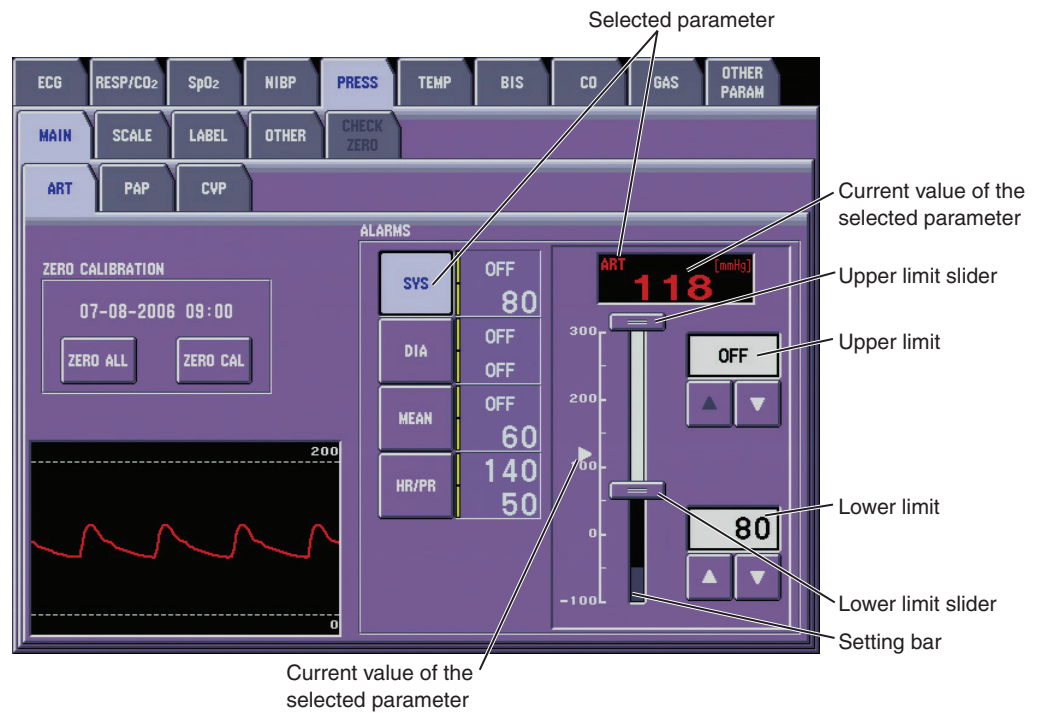 Selected parameter
ECG
RESP/CO2
SpO2
NIBP
PRESS
TEMP
BIS
CO
GAS
OTHER
PARAM
MAIN
SCALE
LABEL
OTHER
CHECK
ZERO
ART
PAP
CVP
ZERO CALIBRATION
07-08-2006 09:00
ZERO ALL
ZERO CAL
200
0
ALARMS
SYS
OFF
80
DIA
OFF
OFF
MEAN
OFF
60
HR/PR
140
50
ART
[mmHg]
118
300
200
100
0
-100
OFF
80
Current value of the
selected parameter
Upper limit slider
Upper limit
Lower limit
Lower limit slider
Setting bar
Current value of the
selected parameter